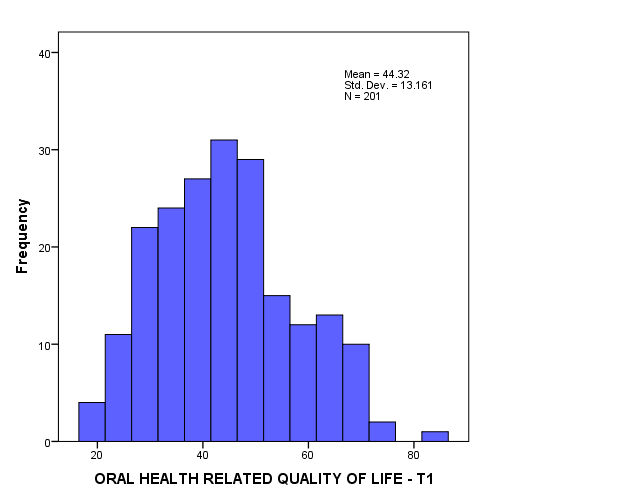 Mean = 44.32
Std. Dev. = 13.161
N = 201
40
30
20
10
0
Frequency
20 40 60 80
ORAL HEALTH RELATED QUALITY OF LIFE - T1